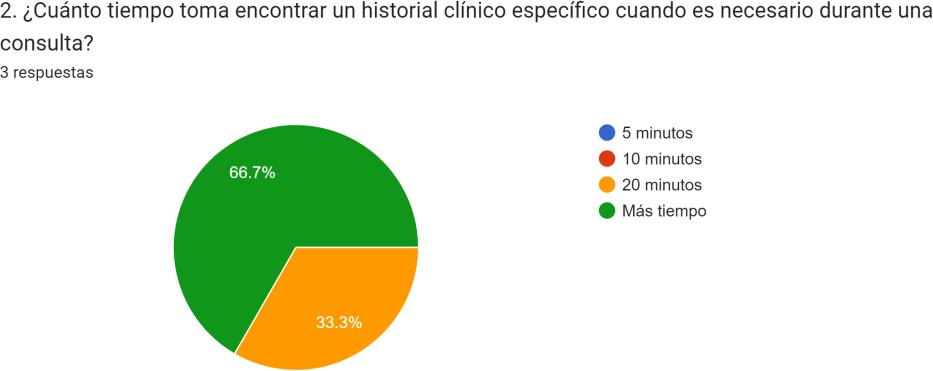 2. ¿Cuánto tiempo toma encontrar un historial clínico específico cuando es necesario durante una
consulta?
3 respuestas
66.7%
33.3%
5 minutos
10 minutos
20 minutos
Más tiempo